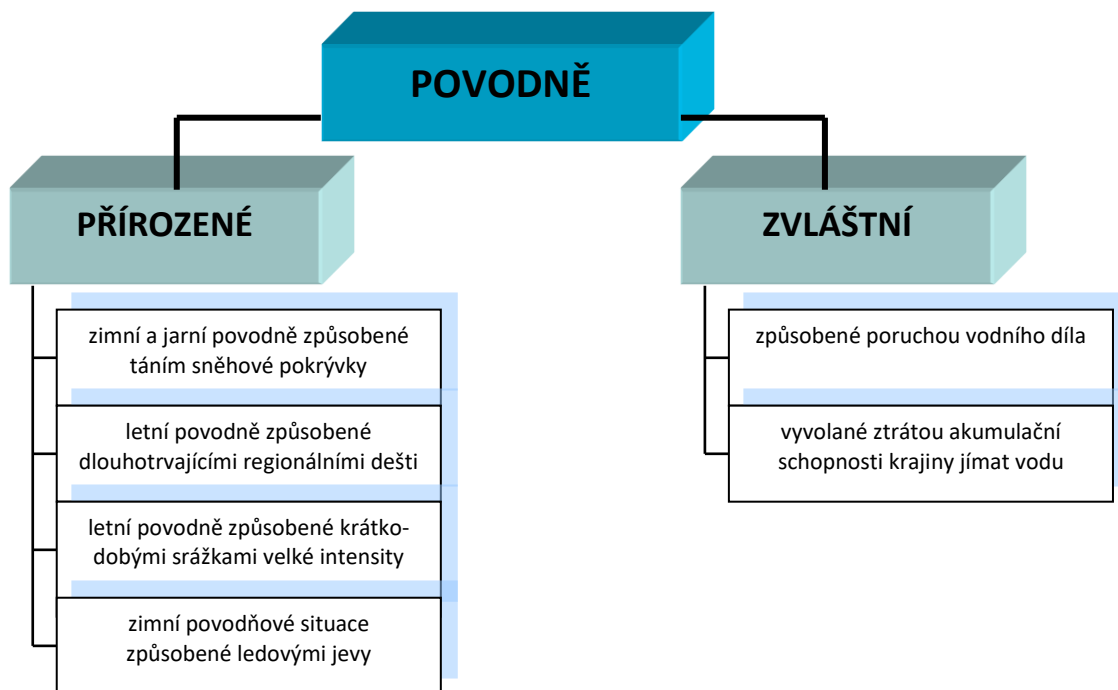 POVODNĚ
PŘÍROZENÉ
zimní a jarní povodně způsobené
táním sněhové pokrývky
letní povodně způsobené
dlouhotrvajícími regionálními dešti
letní povodně způsobené krátko-
dobými srážkami velké intensity
zimní povodňové situace
způsobené ledovými jevy
ZVLÁŠTNÍ
způsobené poruchou vodního díla
vyvolané ztrátou akumulační
schopnosti krajiny jímat vodu